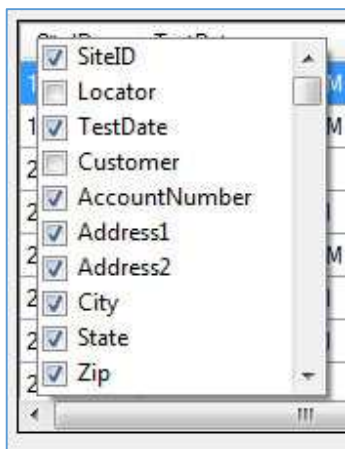 SiteID
Locator
TestDate
Customer
AccountNumber
Address1
Address2
City
State
Zip